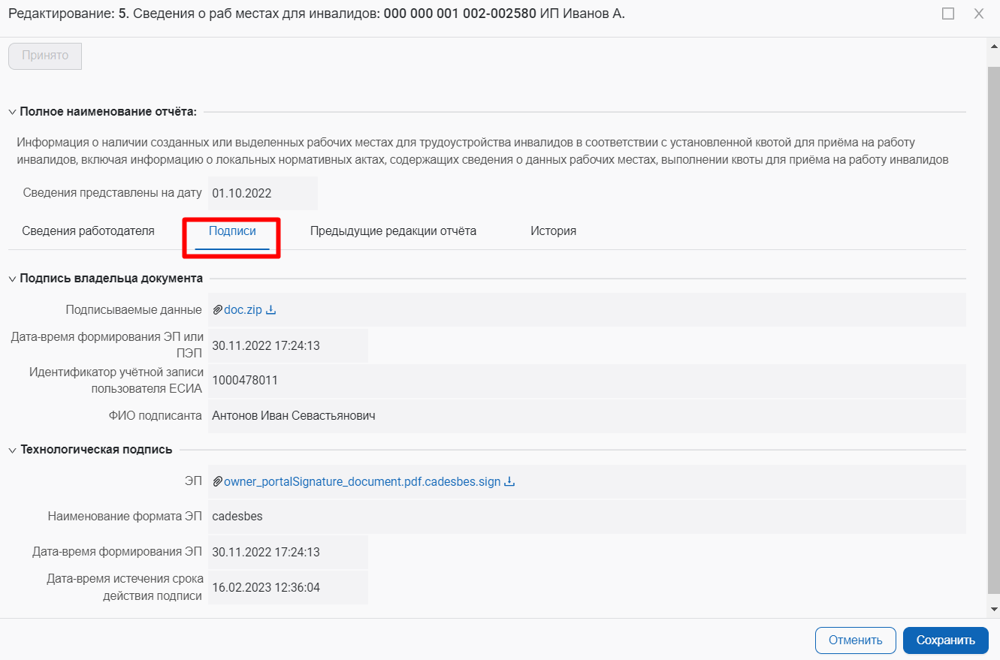 Редактирование: 5. Сведения о раб местах для инвалидов: 000 000 001 002-002580 ИП Иванов А.
Принято
Полное наименование отчёта:
Информация о наличии созданных или выделенных рабочих местах для трудоустройства инвалидов в соответствии с установленной квотой для приёма на работу
инвалидов, включая информацию о локальных нормативных актах, содержащих сведения о данных рабочих местах, выполнении квоты для приёма на работу инвалидов
Сведения представлены на дату 01.10.2022
Сведения работодателя Подписи Предыдущие редакции отчёта История
Подпись владельца документа
Подписываемые данные doc.zip
Дата-время формирования ЭП или
ПЭП 30.11.2022 17:24:13
Идентификатор учётной записи
пользователя ЕСИА 1000478011
ФИО подписанта Антонов Иван Севастьянович
Технологическая подпись
ЭП owner_portalSignature_document.pdf.cadesbes.sign
Наименование формата ЭП cadesbes
Дата-время формирования ЭП 30.11.2022 17:24:13
Дата-время истечения срока
действия подписи 16.02.2023 12:36:04
Отменить Сохранить